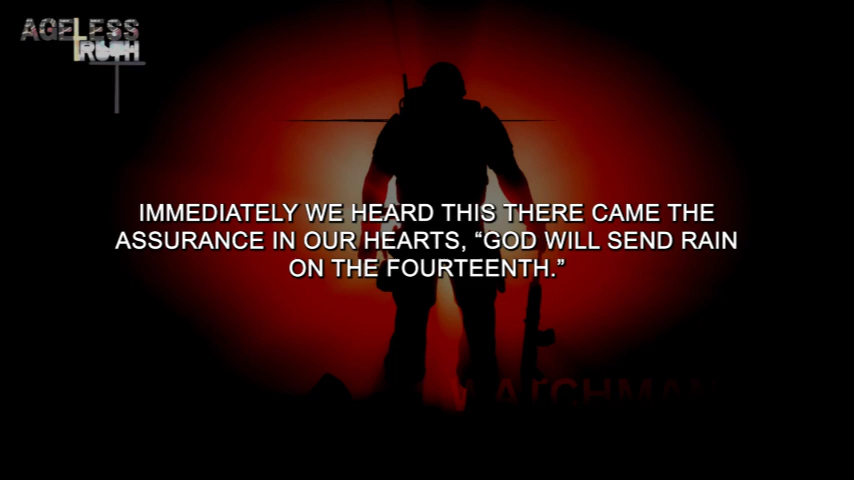 AGELESS
TRUTH
IMMEDIATELY WE HEARD THIS THERE CAME THE
ASSURANCE IN OUR HEARTS, “GOD WILL SEND RAIN
ON THE FOURTEENTH.”
WATCHMAN